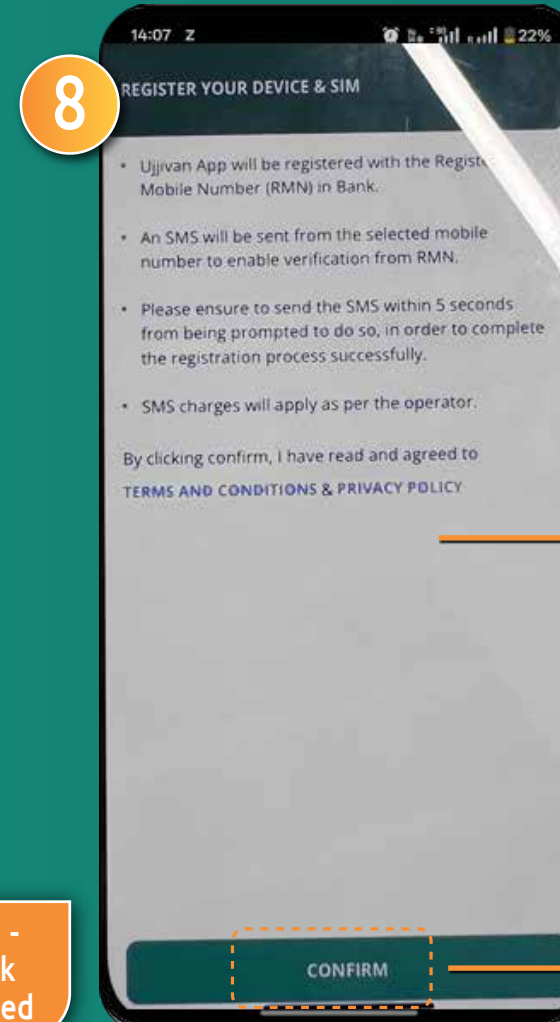 14:07 Z
22%
8
REGISTER YOUR DEVICE & SIM
• Ujjivan App will be registered with the
Mobile Number (RMN) in Bank.
• An SMS will be sent from the selected mobile
number to enable verification from RMN.
• Please ensure to send the SMS within 5 seconds
from being prompted to do so, in order to complete
the registration process successfully.
• SMS charges will apply as per the operator.
By clicking confirm, I have read and agreed to
TERMS AND CONDITIONS & PRIVACY POLICY
CONFIRM
-
k
ed